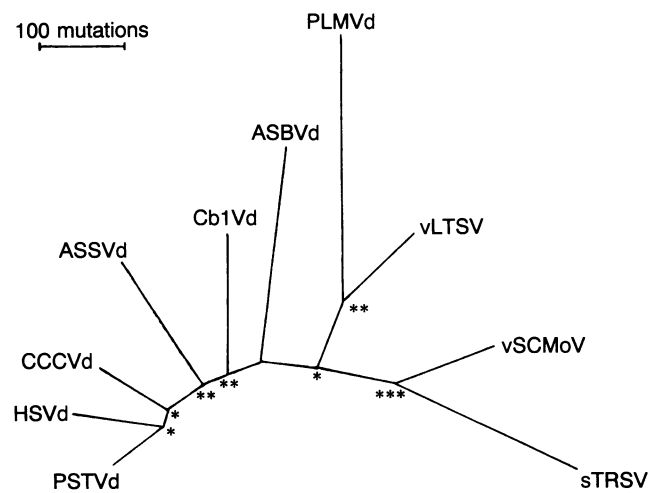 PLMVd
100 mutations
ASBVd
Cb1Vd
vLTSV
ASSVd
**
vSCMoV
CCCVd
*
**
**
***
HSVd
*
*
PSTVd
sTRSV